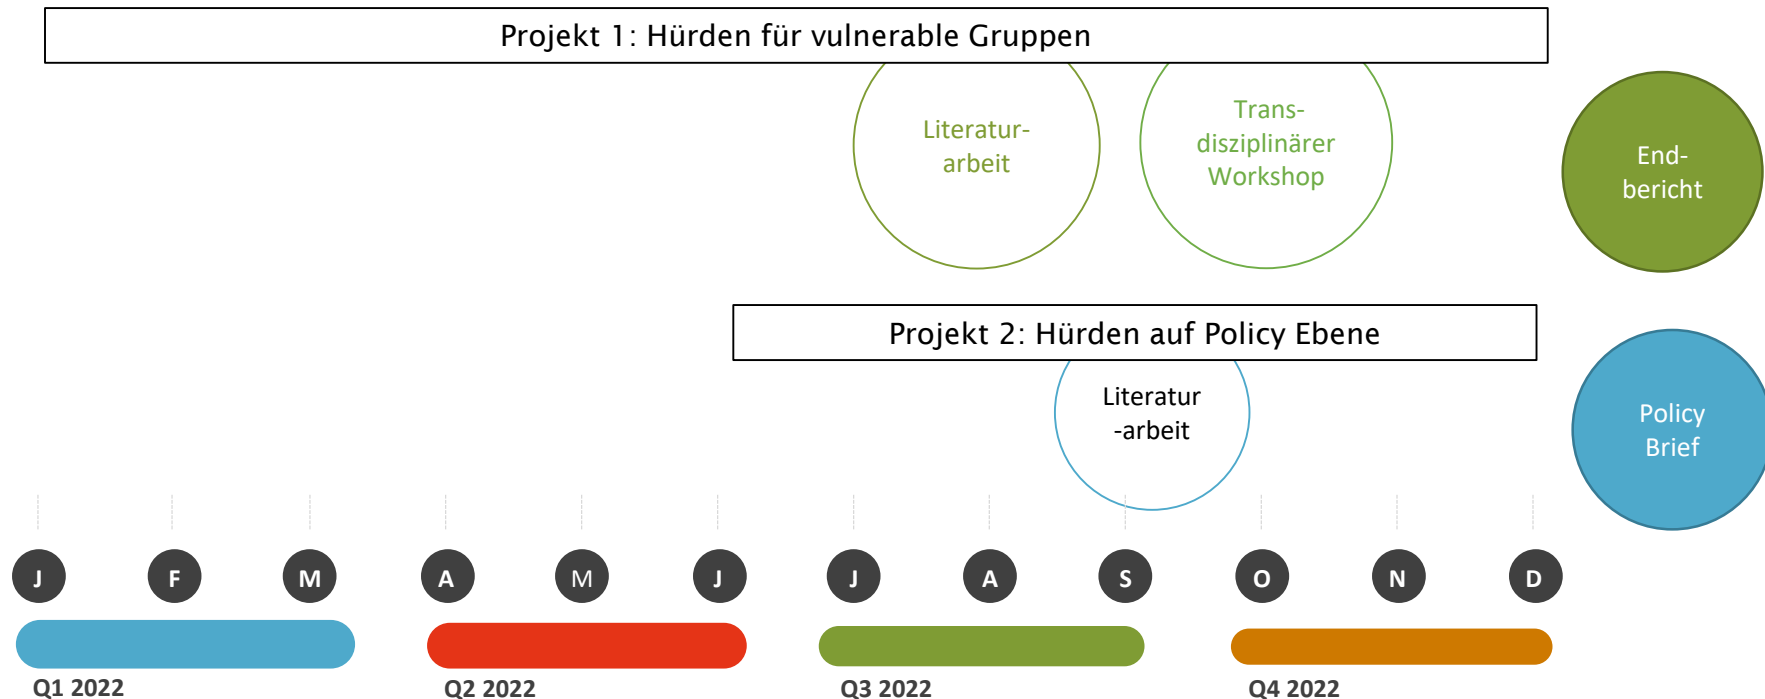 Projekt 1: Hürden für vulnerable Gruppen
Literatur-
arbeit
Trans-
disziplinärer
Workshop
End-
bericht
Projekt 2: Hürden auf Policy Ebene
Literatur
-arbeit
Policy
Brief
J F M A M J J A S O N D
Q1 2022 Q2 2022 Q3 2022 Q4 2022